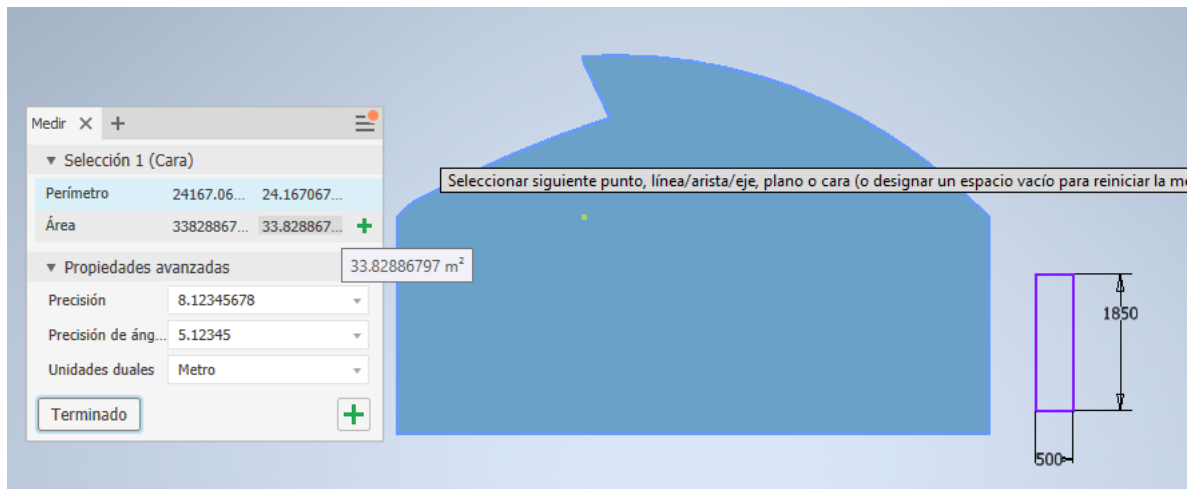 Medir
Selección 1 (Cara)
Perímetro 24167.06... 24.167067...
Área 33828867... 33.828867...
33.82886797 m²
Propiedades avanzadas
Precisión 8.12345678
Precisión de áng... 5.12345
Unidades duales Metro
Terminado
Seleccionar siguiente punto, línea/arista/eje, plano o cara (o designar un espacio vacío para reiniciar la me
1850
500